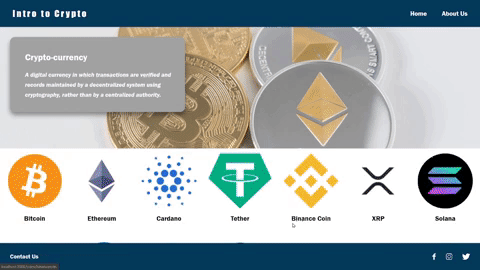 Intro to Crypto
Home
About Us
Crypto-currency
A digital currency in which transactions are verified and
records maintained by a decentralized system using
cryptography, rather than by a centralized authority.
Bitcoin
Ethereum
Cardano
Tether
Binance Coin
XRP
Solana
Contact Us